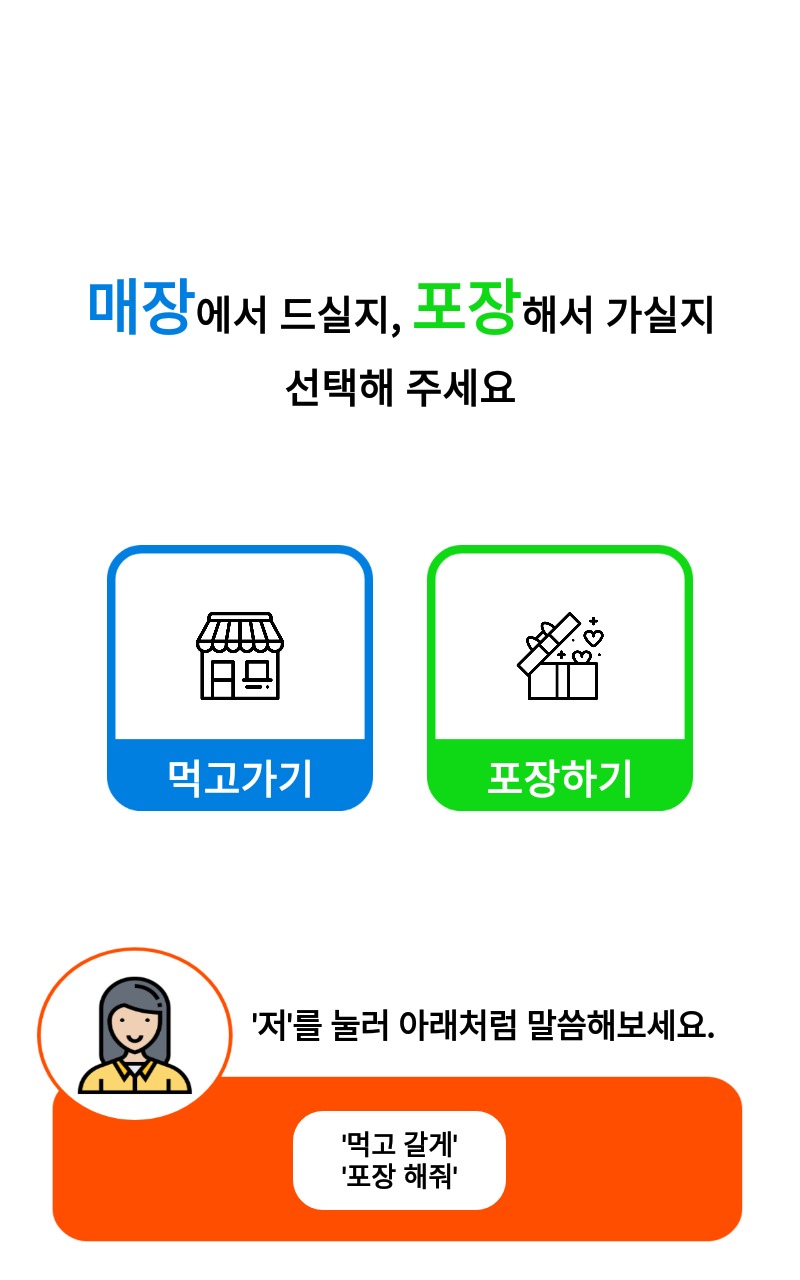 매장에서 드실지, 포장해서 가실지
선택해 주세요
먹고가기
포장하기
'저'를 눌러 아래처럼 말씀해보세요.
'먹고 갈게'
'포장 해줘'